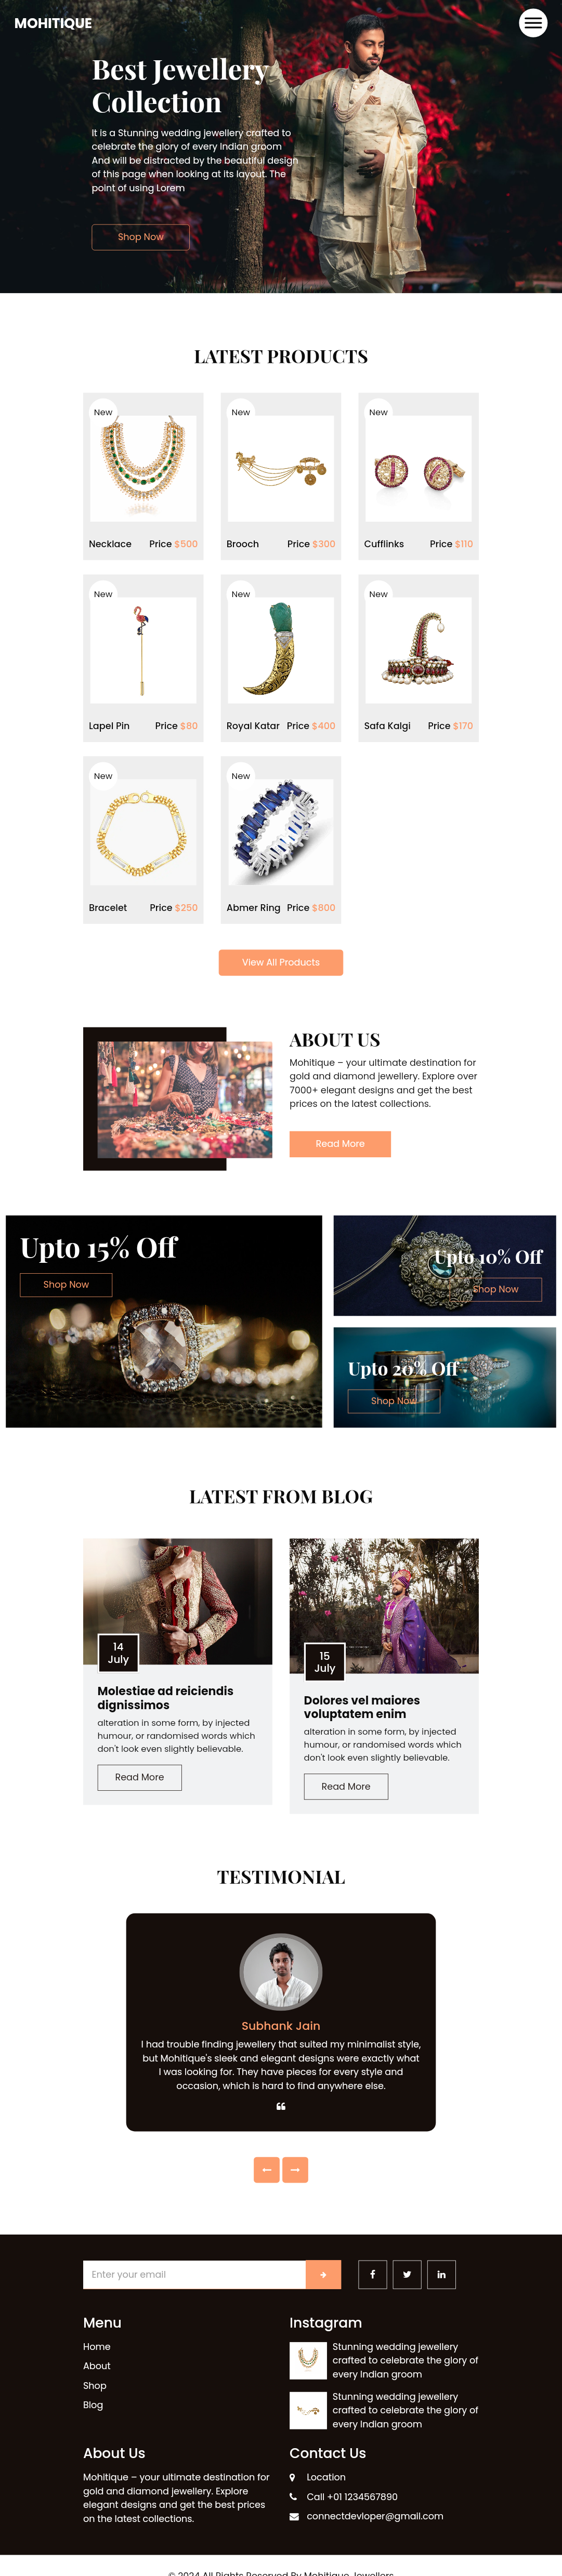 MOHITIQUE
Best Jewellery
Collection
It is a Stunning wedding jewellery crafted to
celebrate the glory of every Indian groom
And will be distracted by the beautiful design
of this page when looking at its layout. The
point of using Lorem
Shop Now
LATEST PRODUCTS
New
New
New
Necklace Price $500
Brooch Price $300
Cufflinks Price $110
New
New
New
Lapel Pin Price $80
Royal Katar Price $400
Safa Kalgi Price $170
New
New
Bracelet Price $250
Abmer Ring Price $800
View All Products
ABOUT US
Mohitique – your ultimate destination for
gold and diamond jewellery. Explore over
7000+ elegant designs and get the best
prices on the latest collections.
Read More
Upto 15% Off
Shop Now
Upto 10% Off
Shop Now
Upto 20% Off
Shop Now
LATEST FROM BLOG
14
July
Molestiae ad reiciendis
dignissimos
alteration in some form, by injected
humour, or randomised words which
don't look even slightly believable.
Read More
15
July
Dolores vel maiores
voluptatem enim
alteration in some form, by injected
humour, or randomised words which
don't look even slightly believable.
Read More
TESTIMONIAL
Subhank Jain
I had trouble finding jewellery that suited my minimalist style,
but Mohitique's sleek and elegant designs were exactly what
I was looking for. They have pieces for every style and
occasion, which is hard to find anywhere else.
Enter your email
Menu
Home
About
Shop
Blog
Instagram
Stunning wedding jewellery
crafted to celebrate the glory of
every Indian groom
Stunning wedding jewellery
crafted to celebrate the glory of
every Indian groom
About Us
Mohitique – your ultimate destination for
gold and diamond jewellery. Explore
elegant designs and get the best prices
on the latest collections.
Contact Us
Location
Call +01 1234567890
connectdevloper@gmail.com
© 2024 All Rights Reserved By Mohitique Jewellers